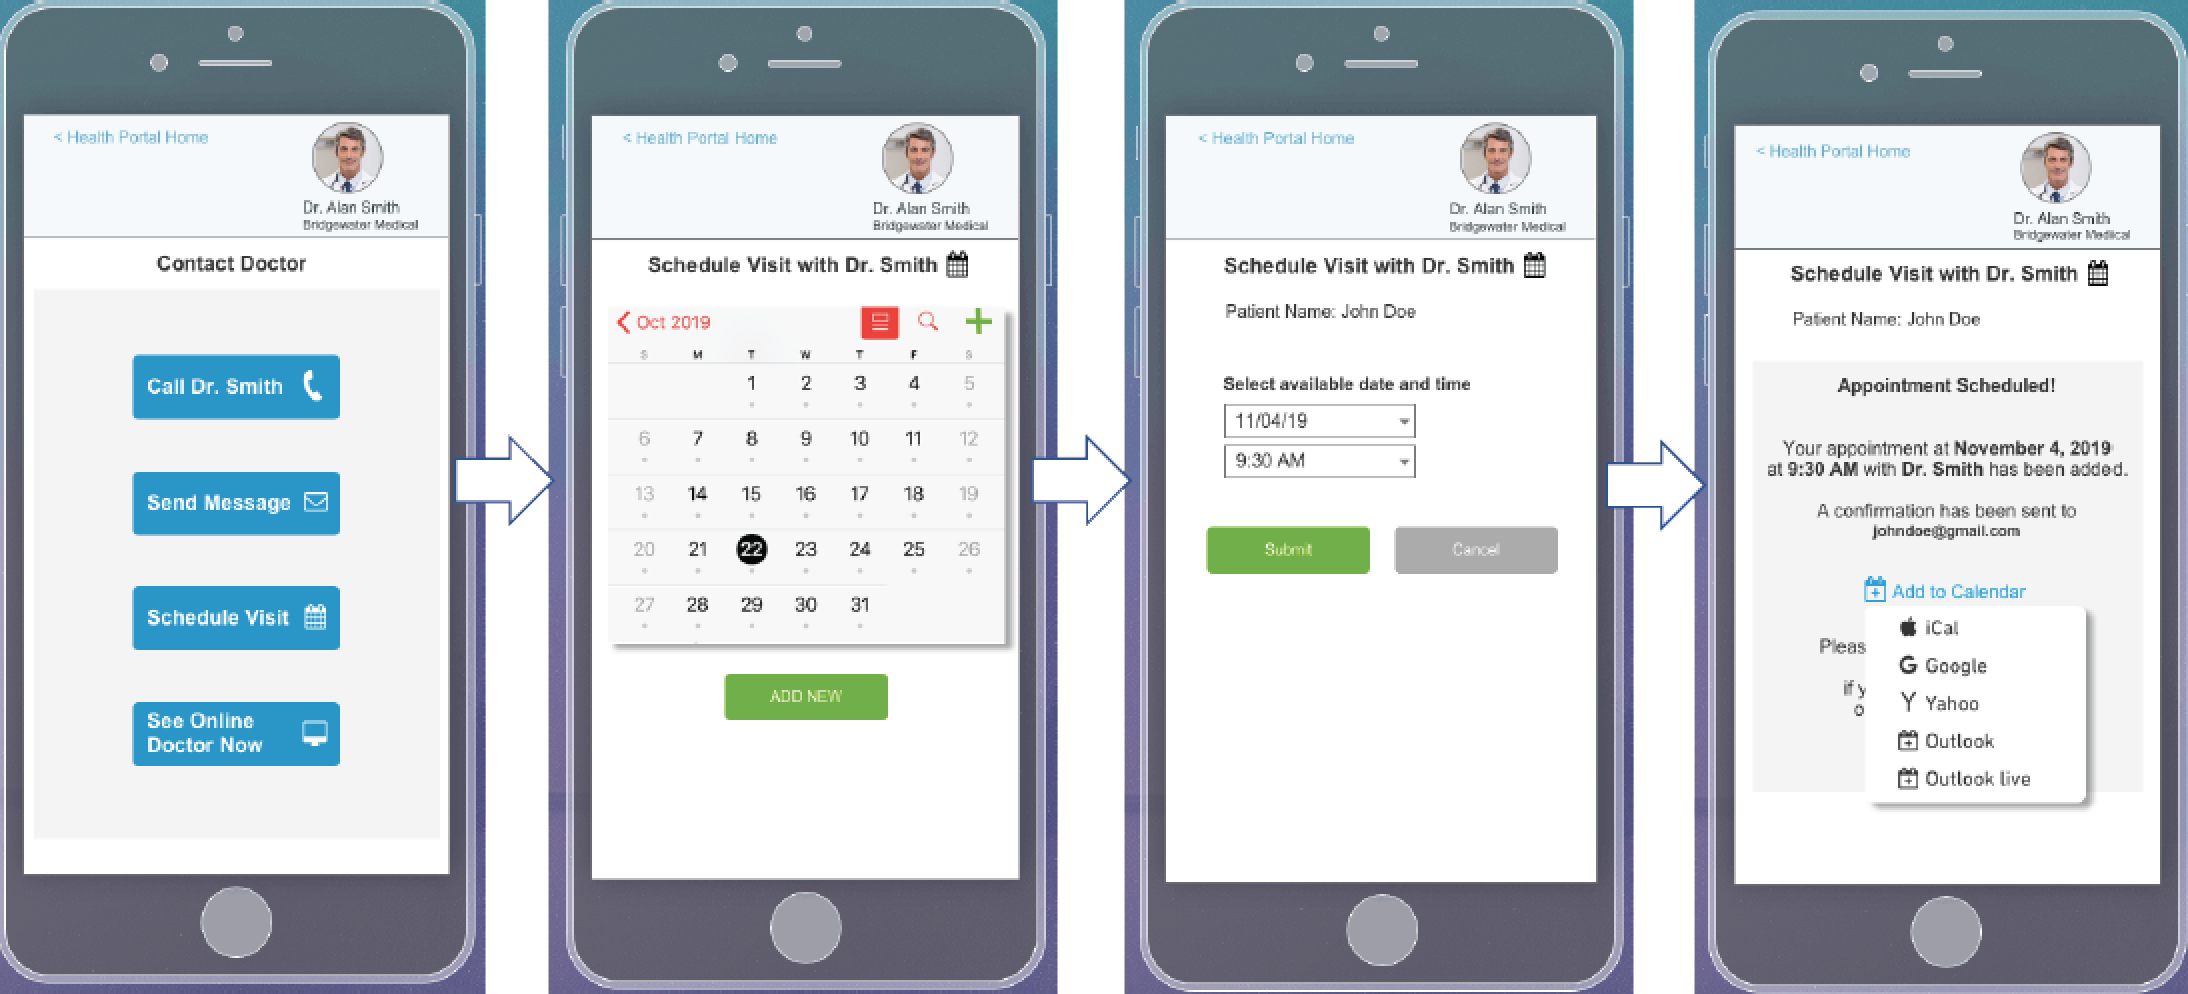 < Health Portal Home
Dr. Alan Smith
Bridgewater Medical
Contact Doctor
Call Dr. Smith
Send Message
Schedule Visit
See Online
Doctor Now
< Health Portal Home
Dr. Alan Smith
Bridgewater Medical
Schedule Visit with Dr. Smith
Oct 2019
S M T W T F S
1 2 3 4 5
6 7 8 9 10 11 12
13 14 15 16 17 18 19
20 21 22 23 24 25 26
27 28 29 30 31
ADD NEW
< Health Portal Home
Dr. Alan Smith
Bridgewater Medical
Schedule Visit with Dr. Smith
Patient Name: John Doe
Select available date and time
11/04/19
9:30 AM
Submit Cancel
< Health Portal Home
Dr. Alan Smith
Bridgewater Medical
Schedule Visit with Dr. Smith
Patient Name: John Doe
Appointment Scheduled!
Your appointment at November 4, 2019
at 9:30 AM with Dr. Smith has been added.
A confirmation has been sent to
johndoe@gmail.com
Add to Calendar
iCal
Google
Yahoo
Outlook
Outlook live